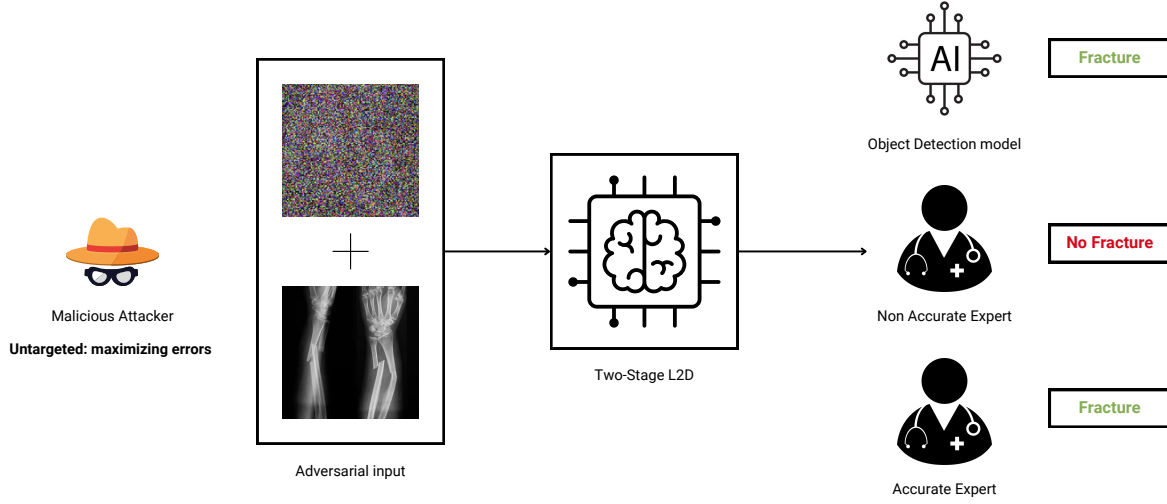 Malicious Attacker
Untargeted: maximizing errors
Adversarial input
Two-Stage L2D
AI
Object Detection model
Fracture
Non Accurate Expert
No Fracture
Accurate Expert
Fracture